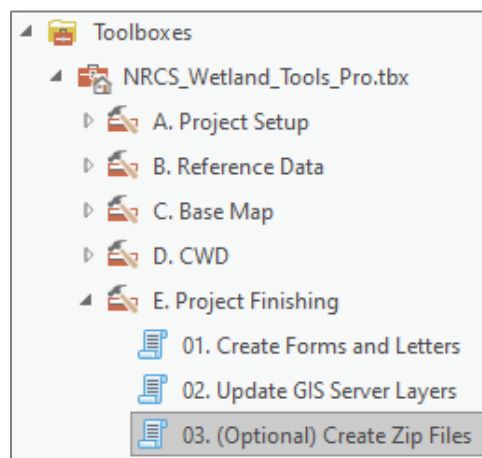 Toolboxes
NRCS_Wetland_Tools_Pro.tbx
A. Project Setup
B. Reference Data
C. Base Map
D. CWD
E. Project Finishing
01. Create Forms and Letters
02. Update GIS Server Layers
03. (Optional) Create Zip Files